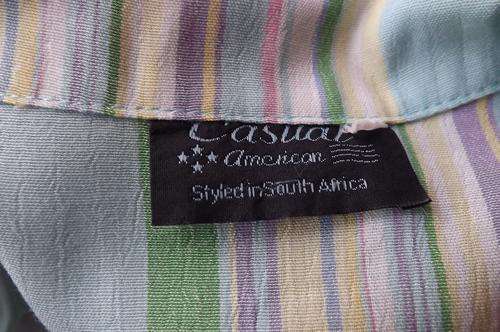 Casual
American
Styled in South Africa